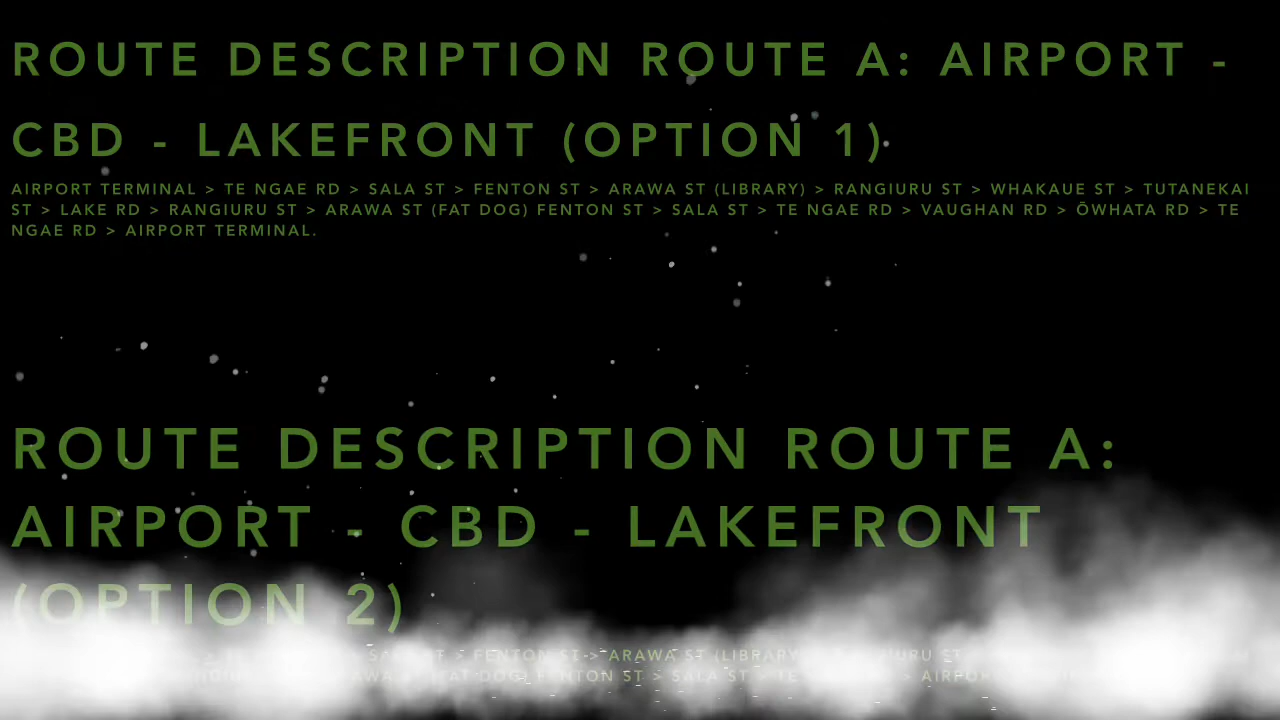 ROUTE DESCRIPTION ROUTE A: AIRPORT -
CBD - LAKEFRONT (OPTION 1)
AIRPORT TERMINAL > TE NGAE RD > SALA ST > FENTON ST > ARAWA ST (LIBRARY) > RANGIURU ST > WHAKAUE ST > TUTANEKAI
ST > LAKE RD > RANGIURU ST > ARAWA ST (FAT DOG) FENTON ST > SALA ST > TE NGAE RD > VAUGHAN RD > ŌWHATA RD > TE
NGAE RD > AIRPORT TERMINAL.
ROUTE DESCRIPTION ROUTE A:
AIRPORT - CBD - LAKEFRONT
(OPTION 2)
ST > FENTON ST > ARAWA ST (LIBRARY
(FAT DOG) FENTON ST > SALA ST > TE